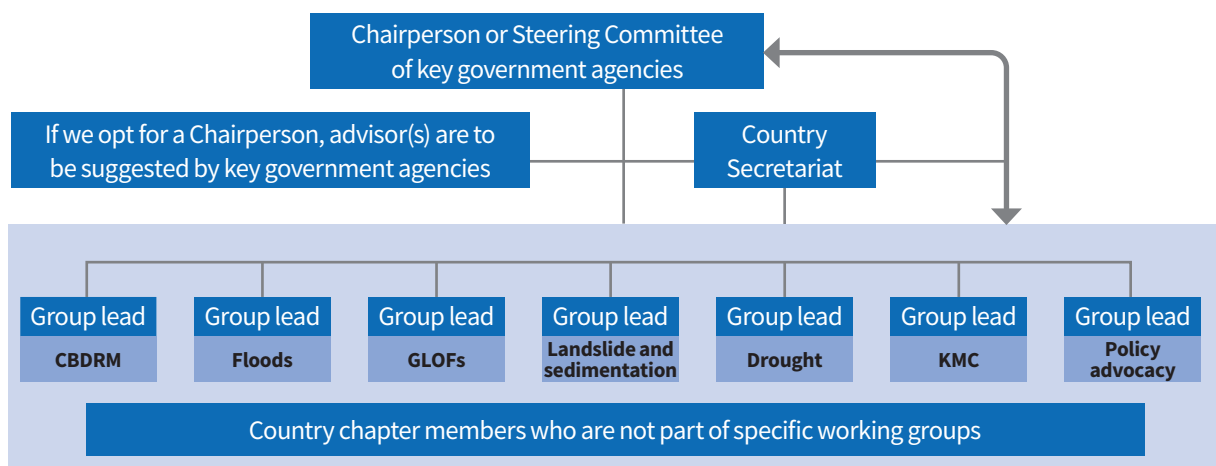 Chairperson or Steering Committee
of key government agencies
If we opt for a Chairperson, advisor(s) are to
be suggested by key government agencies
Country
Secretariat
Group lead
CBDRM
Group lead
Floods
Group lead
GLOFs
Group lead
Landslide and
sedimentation
Group lead
Drought
Group lead
KMC
Group lead
Policy
advocacy
Country chapter members who are not part of specific working groups